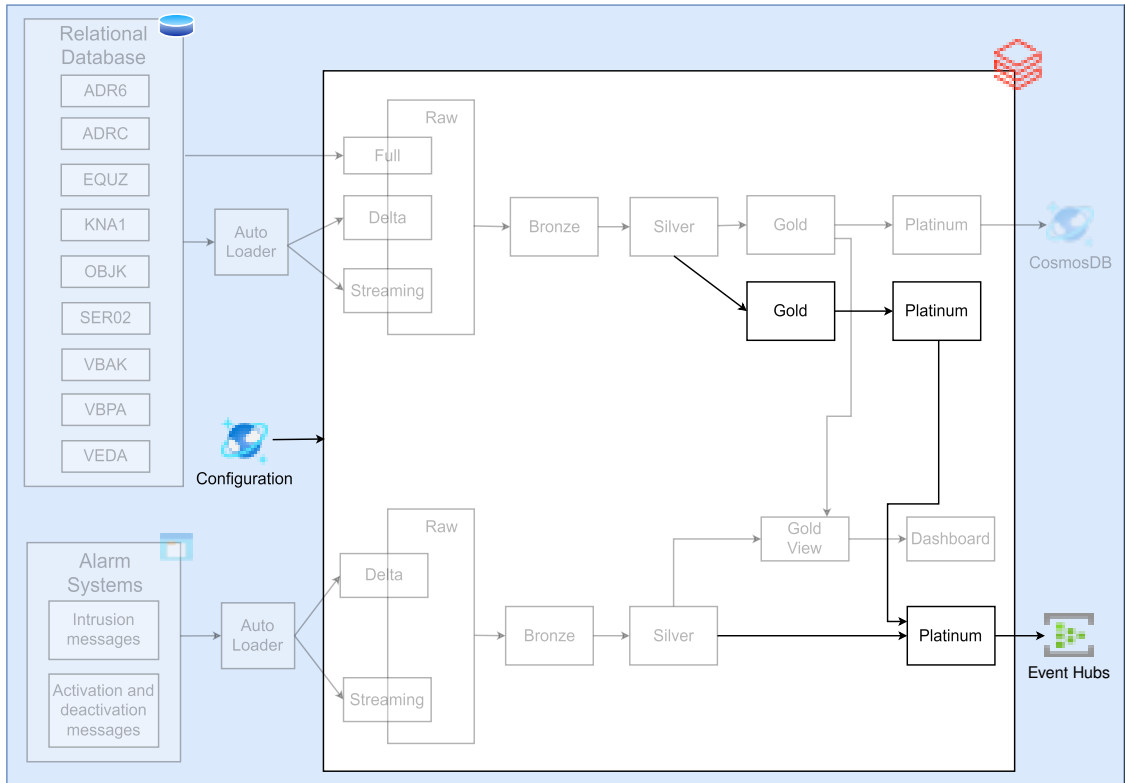 Relational
Database
ADR6
ADRC
EQUZ
KNA1
OBJK
SER02
VBAK
VBPA
VEDA
Auto
Loader
Raw
Full
Delta
Streaming
Bronze
Silver
Gold
Platinum
CosmosDB
Gold
Platinum
Configuration
Alarm
Systems
Intrusion
messages
Activation and
deactivation
messages
Auto
Loader
Raw
Delta
Streaming
Bronze
Silver
Gold
View
Dashboard
Platinum
Event Hubs